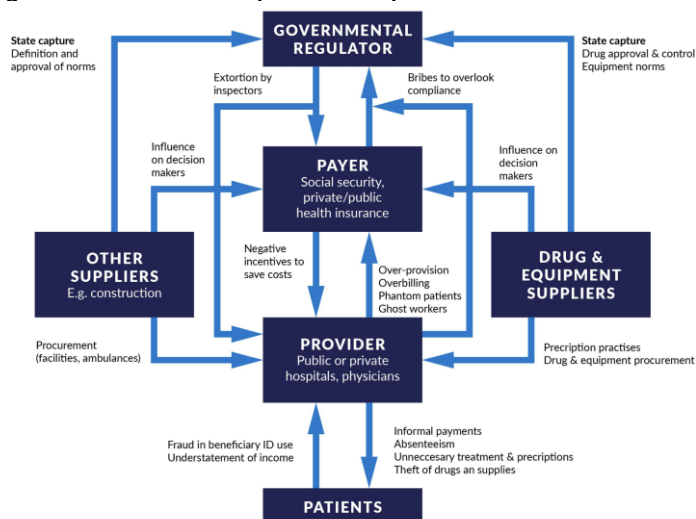 GOVERNMENTAL
REGULATOR
State capture
Definition and
approval of norms
State capture
Drug approval & control
Equipment norms
Extortion by
inspectors
Bribes to overlook
compliance
Influence
on decision
makers
PAYER
Social security,
private/public
health insurance
Influence on
decision
makers
OTHER
SUPPLIERS
E.g. construction
Negative
incentives to
save costs
Over-provision
Overbilling
Phantom patients
Ghost workers
DRUG &
EQUIPMENT
SUPPLIERS
Procurement
(facilities, ambulances)
PROVIDER
Public or private
hospitals, physicians
Precription practises
Drug & equipment procurement
Fraud in beneficiary ID use
Understatement of income
Informal payments
Absenteeism
Unneccesary treatment & precriptions
Theft of drugs an supplies
PATIENTS